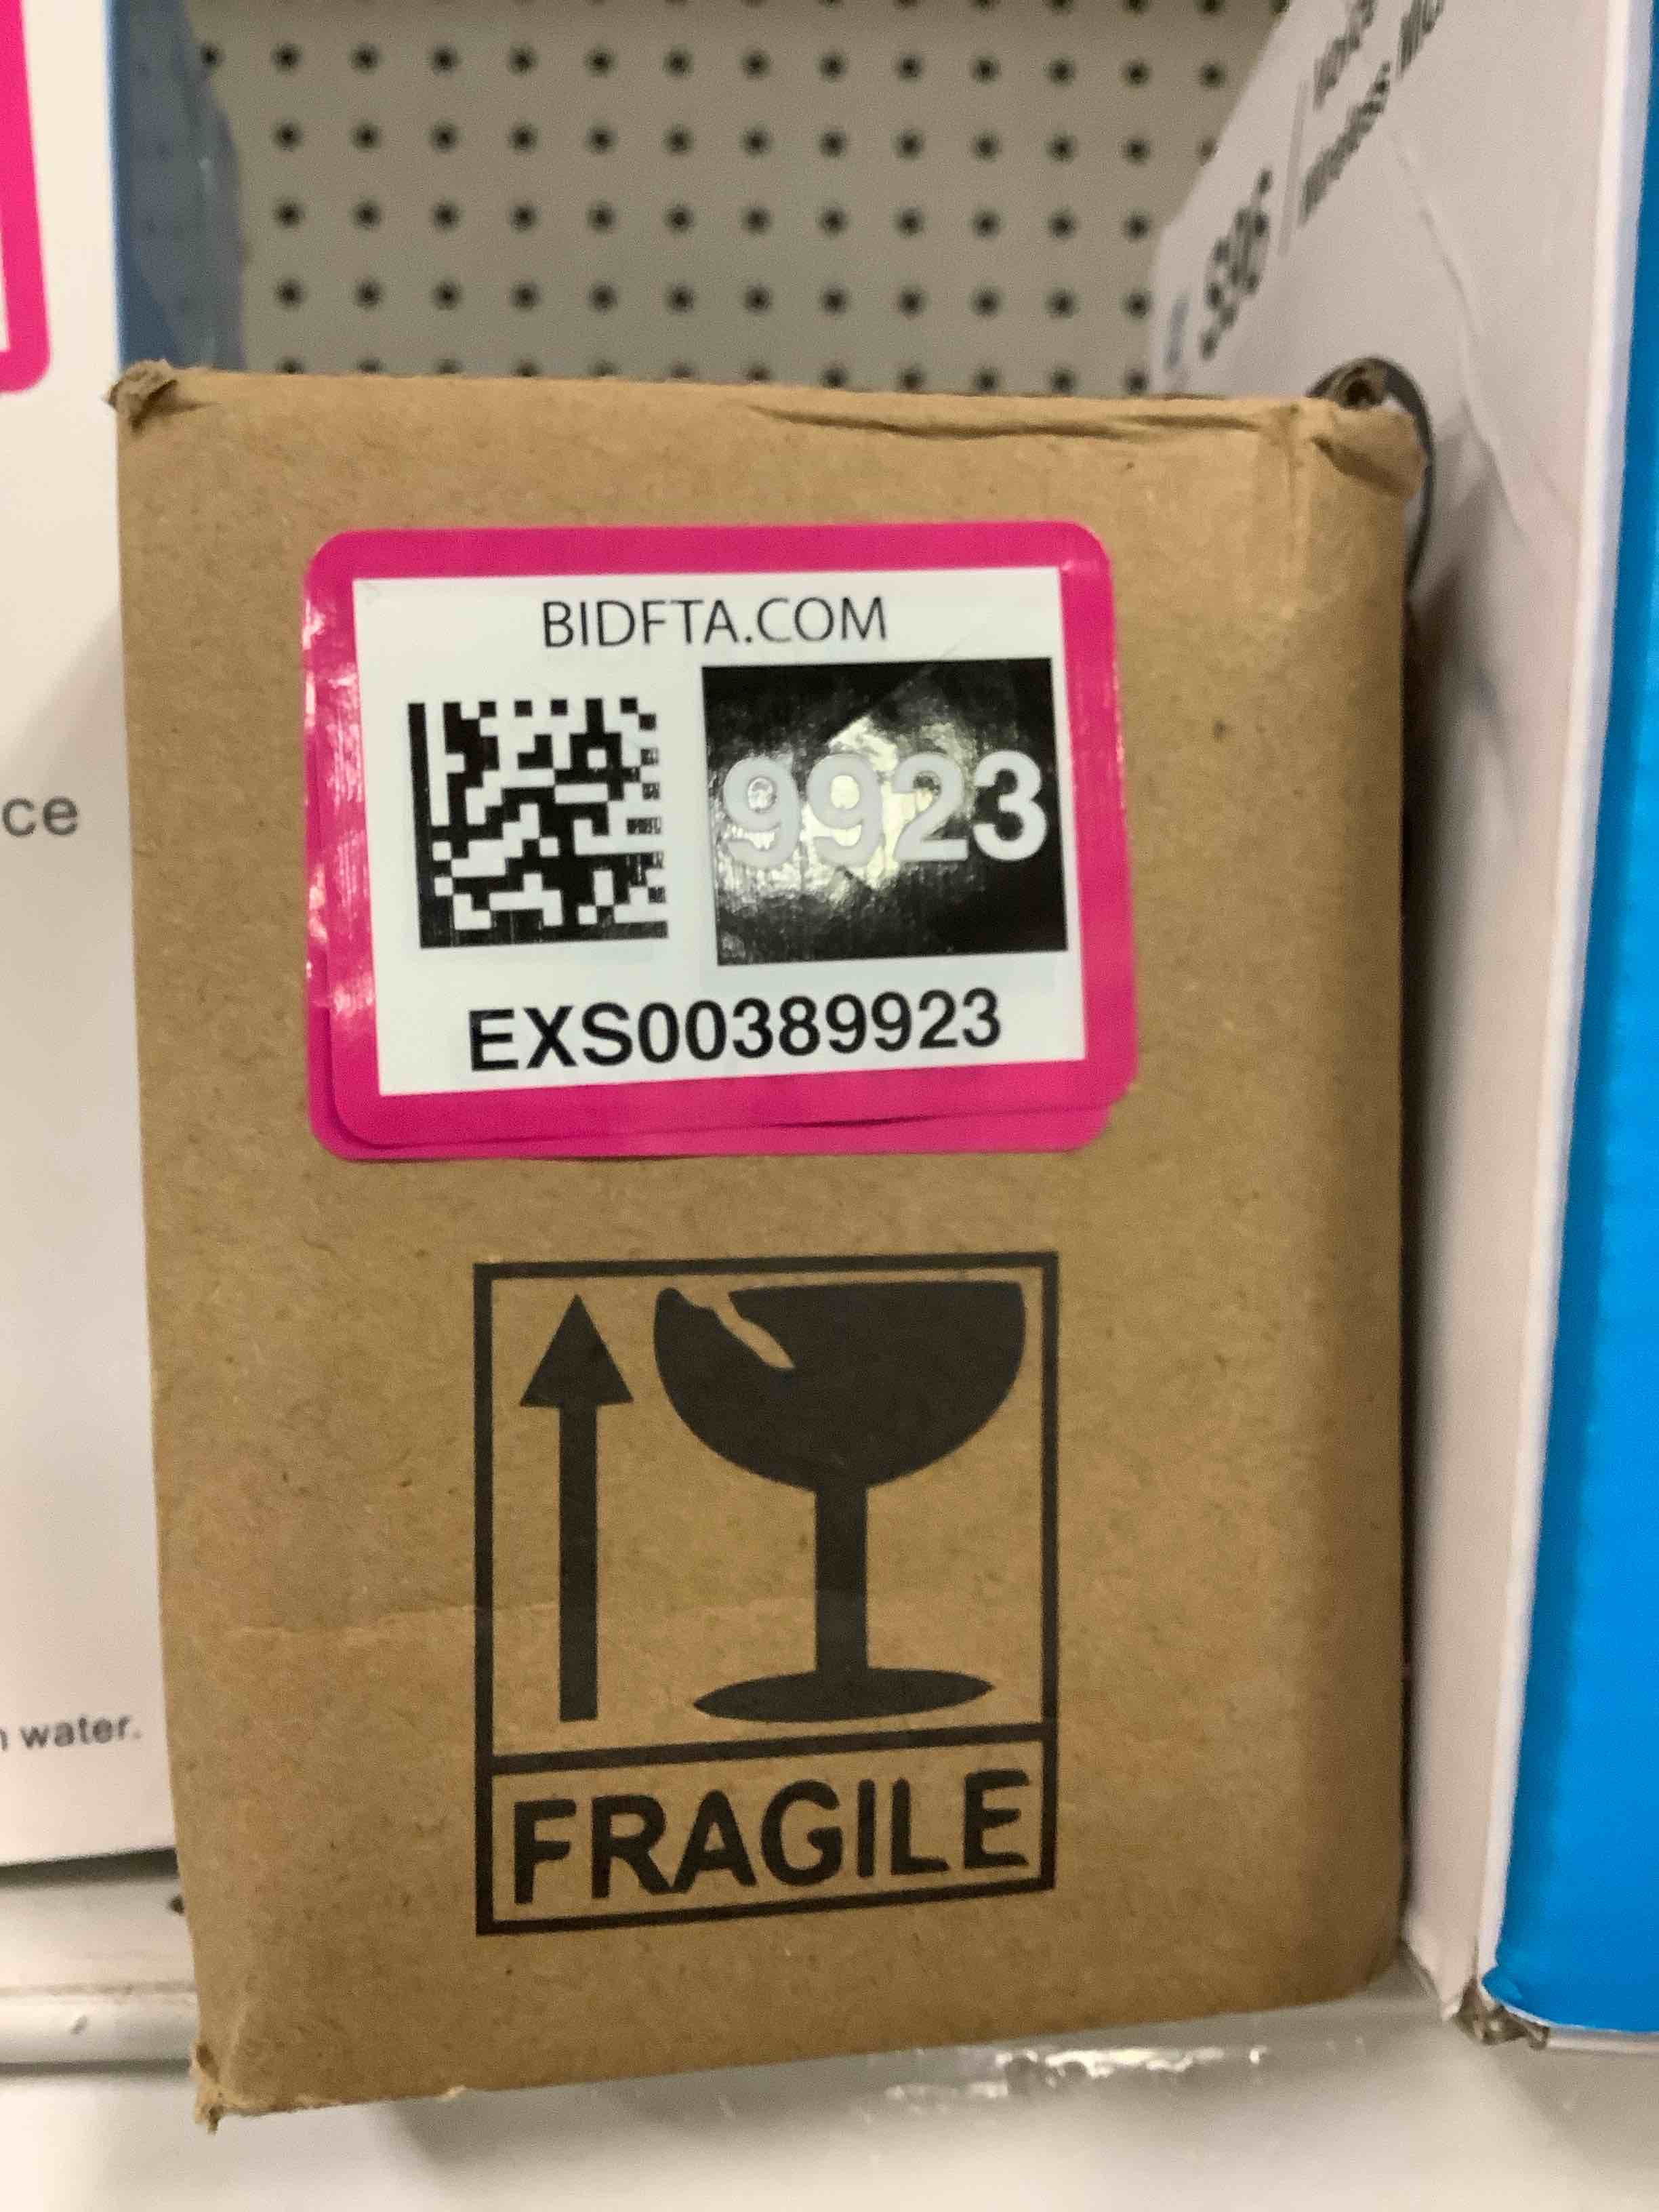 BIDFTA.COM
9923
EXS00389923
FRAGILE
ce
water.